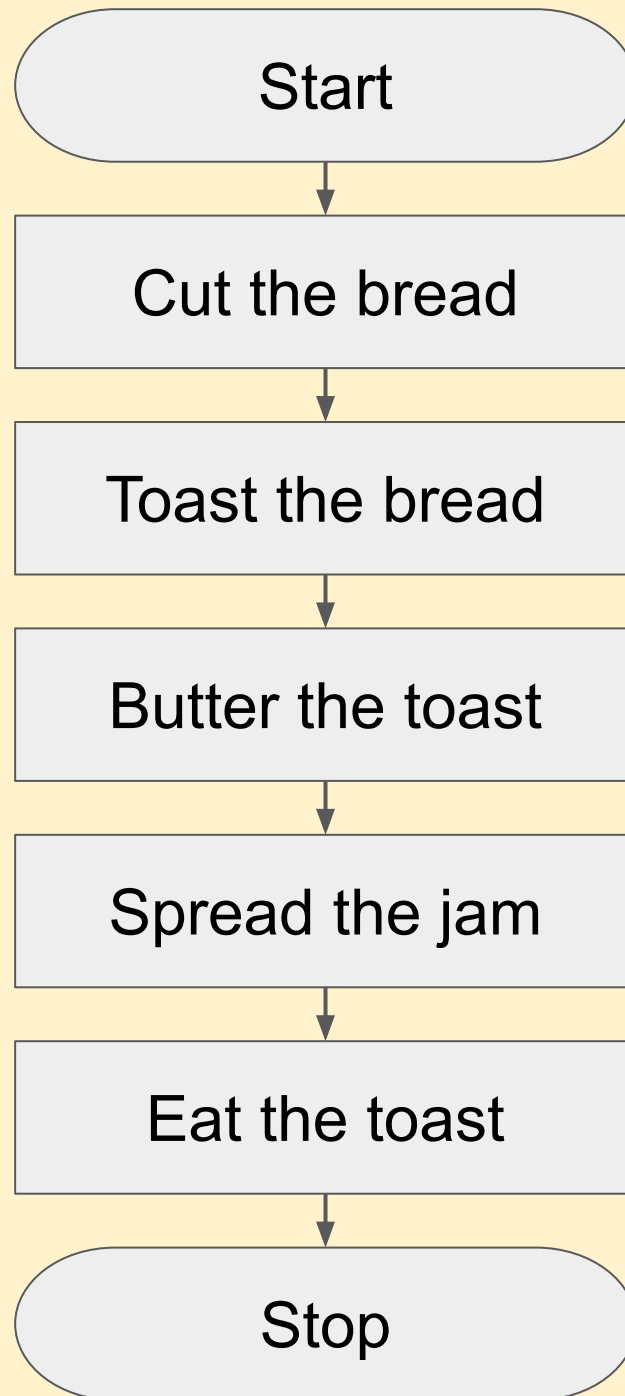 Start
Cut the bread
Toast the bread
Butter the toast
Spread the jam
Eat the toast
Stop